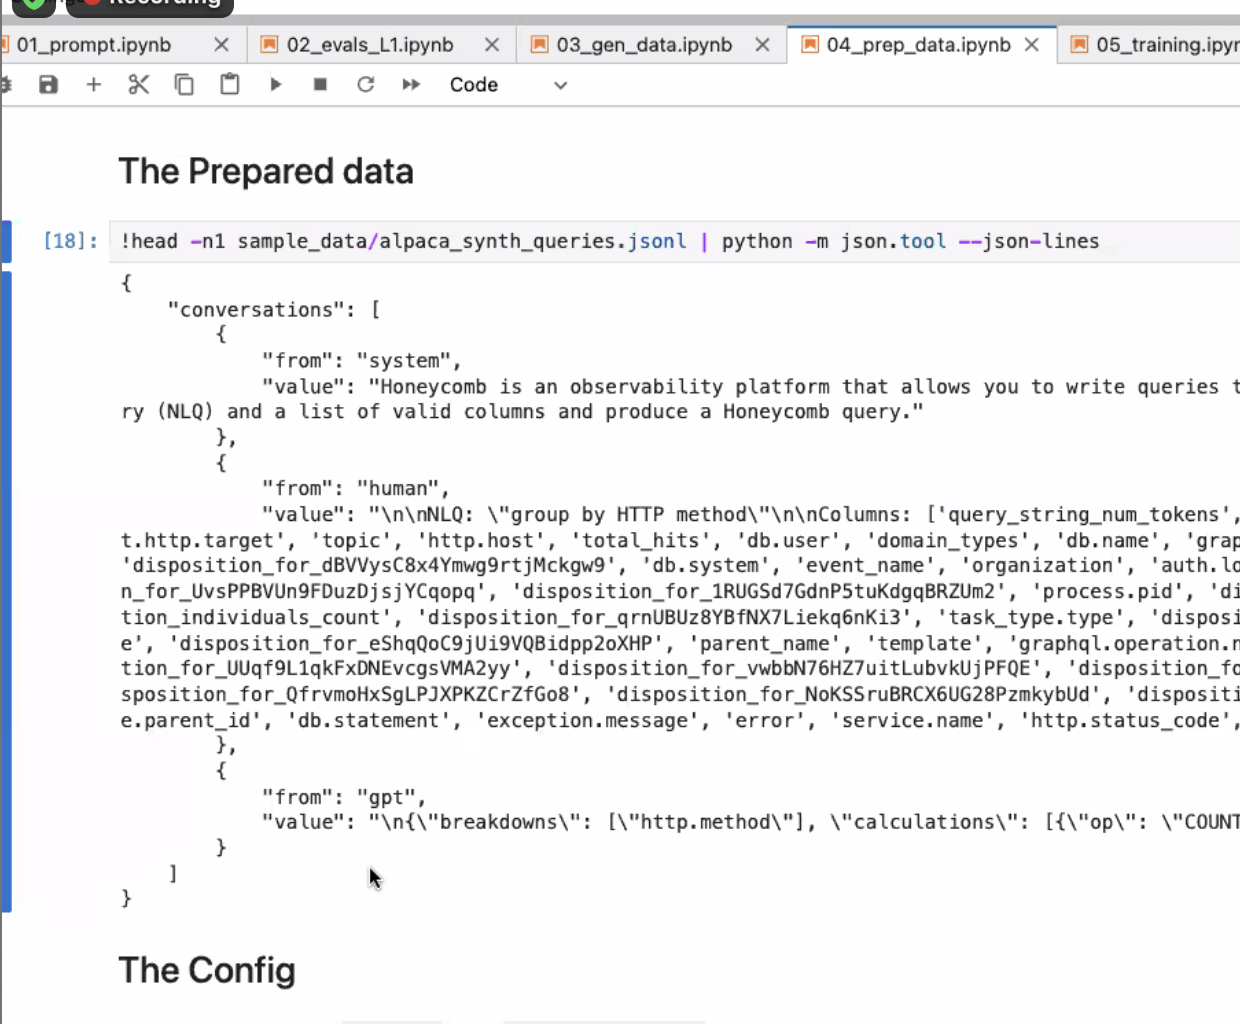 Recording
01_prompt.ipynb
02_evals_L1.ipynb
03_gen_data.ipynb
04_prep_data.ipynb
05_training.ipyn
Code
The Prepared data
[18]: !head -n1 sample_data/alpaca_synth_queries.jsonl | python -m json.tool --json-lines
{
"conversations": [
{
"from": "system",
"value": "Honeycomb is an observability platform that allows you to write queries t
ry (NLQ) and a list of valid columns and produce a Honeycomb query."
},
{
"from": "human",
"value": "\n\nNLQ: \"group by HTTP method\"\n\nColumns: ['query_string_num_tokens',
t.http.target', 'topic', 'http.host', 'total_hits', 'db.user', 'domain_types', 'db.name', 'grap
'disposition_for_dBVVysC8x4Ymwg9rtjMckgw9', 'db.system', 'event_name', 'organization', 'auth.lo
n_for_UvsPPBVUn9FDuzDjsjYCqopq', 'disposition_for_1RUGSd7GdnP5tuKdgqBRZUm2', 'process.pid', 'di
tion_individuals_count', 'disposition_for_qrnUBUz8YBfNX7Liekq6nKi3', 'task_type.type', 'disposi
e', 'disposition_for_eShqQoC9jUi9VQBidpp2oXHP', 'parent_name', 'template', 'graphql.operation.n
tion_for_UUqf9L1qkFxDNEvcgsVMA2yy', 'disposition_for_vwbbN76HZ7uitLubvkUjPFQE', 'disposition_fo
sposition_for_QfrvmoHxSgLPJXPKZCrZfGo8', 'disposition_for_NoKSSruBRCX6UG28PzmkybUd', 'dispositi
e.parent_id', 'db.statement', 'exception.message', 'error', 'service.name', 'http.status_code',
},
{
"from": "gpt",
"value": "\n{\"breakdowns\": [\"http.method\"], \"calculations\": [{\"op\": \"COUNT
}
]
}
The Config